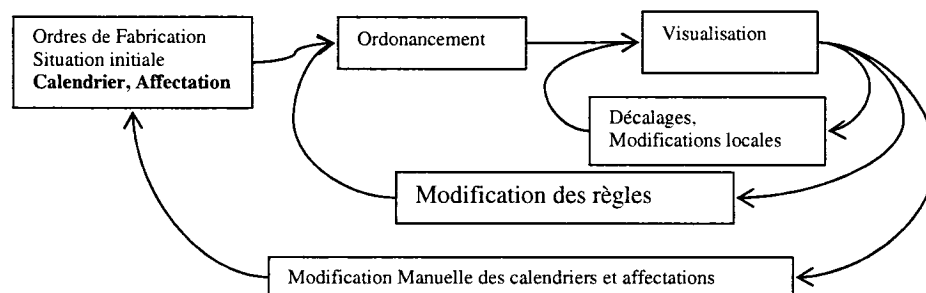 Ordres de Fabrication
Situation initiale
Calendrier, Affectation
Ordonancement
Visualisation
Décalages,
Modifications locales
Modification des règles
Modification Manuelle des calendriers et affectations